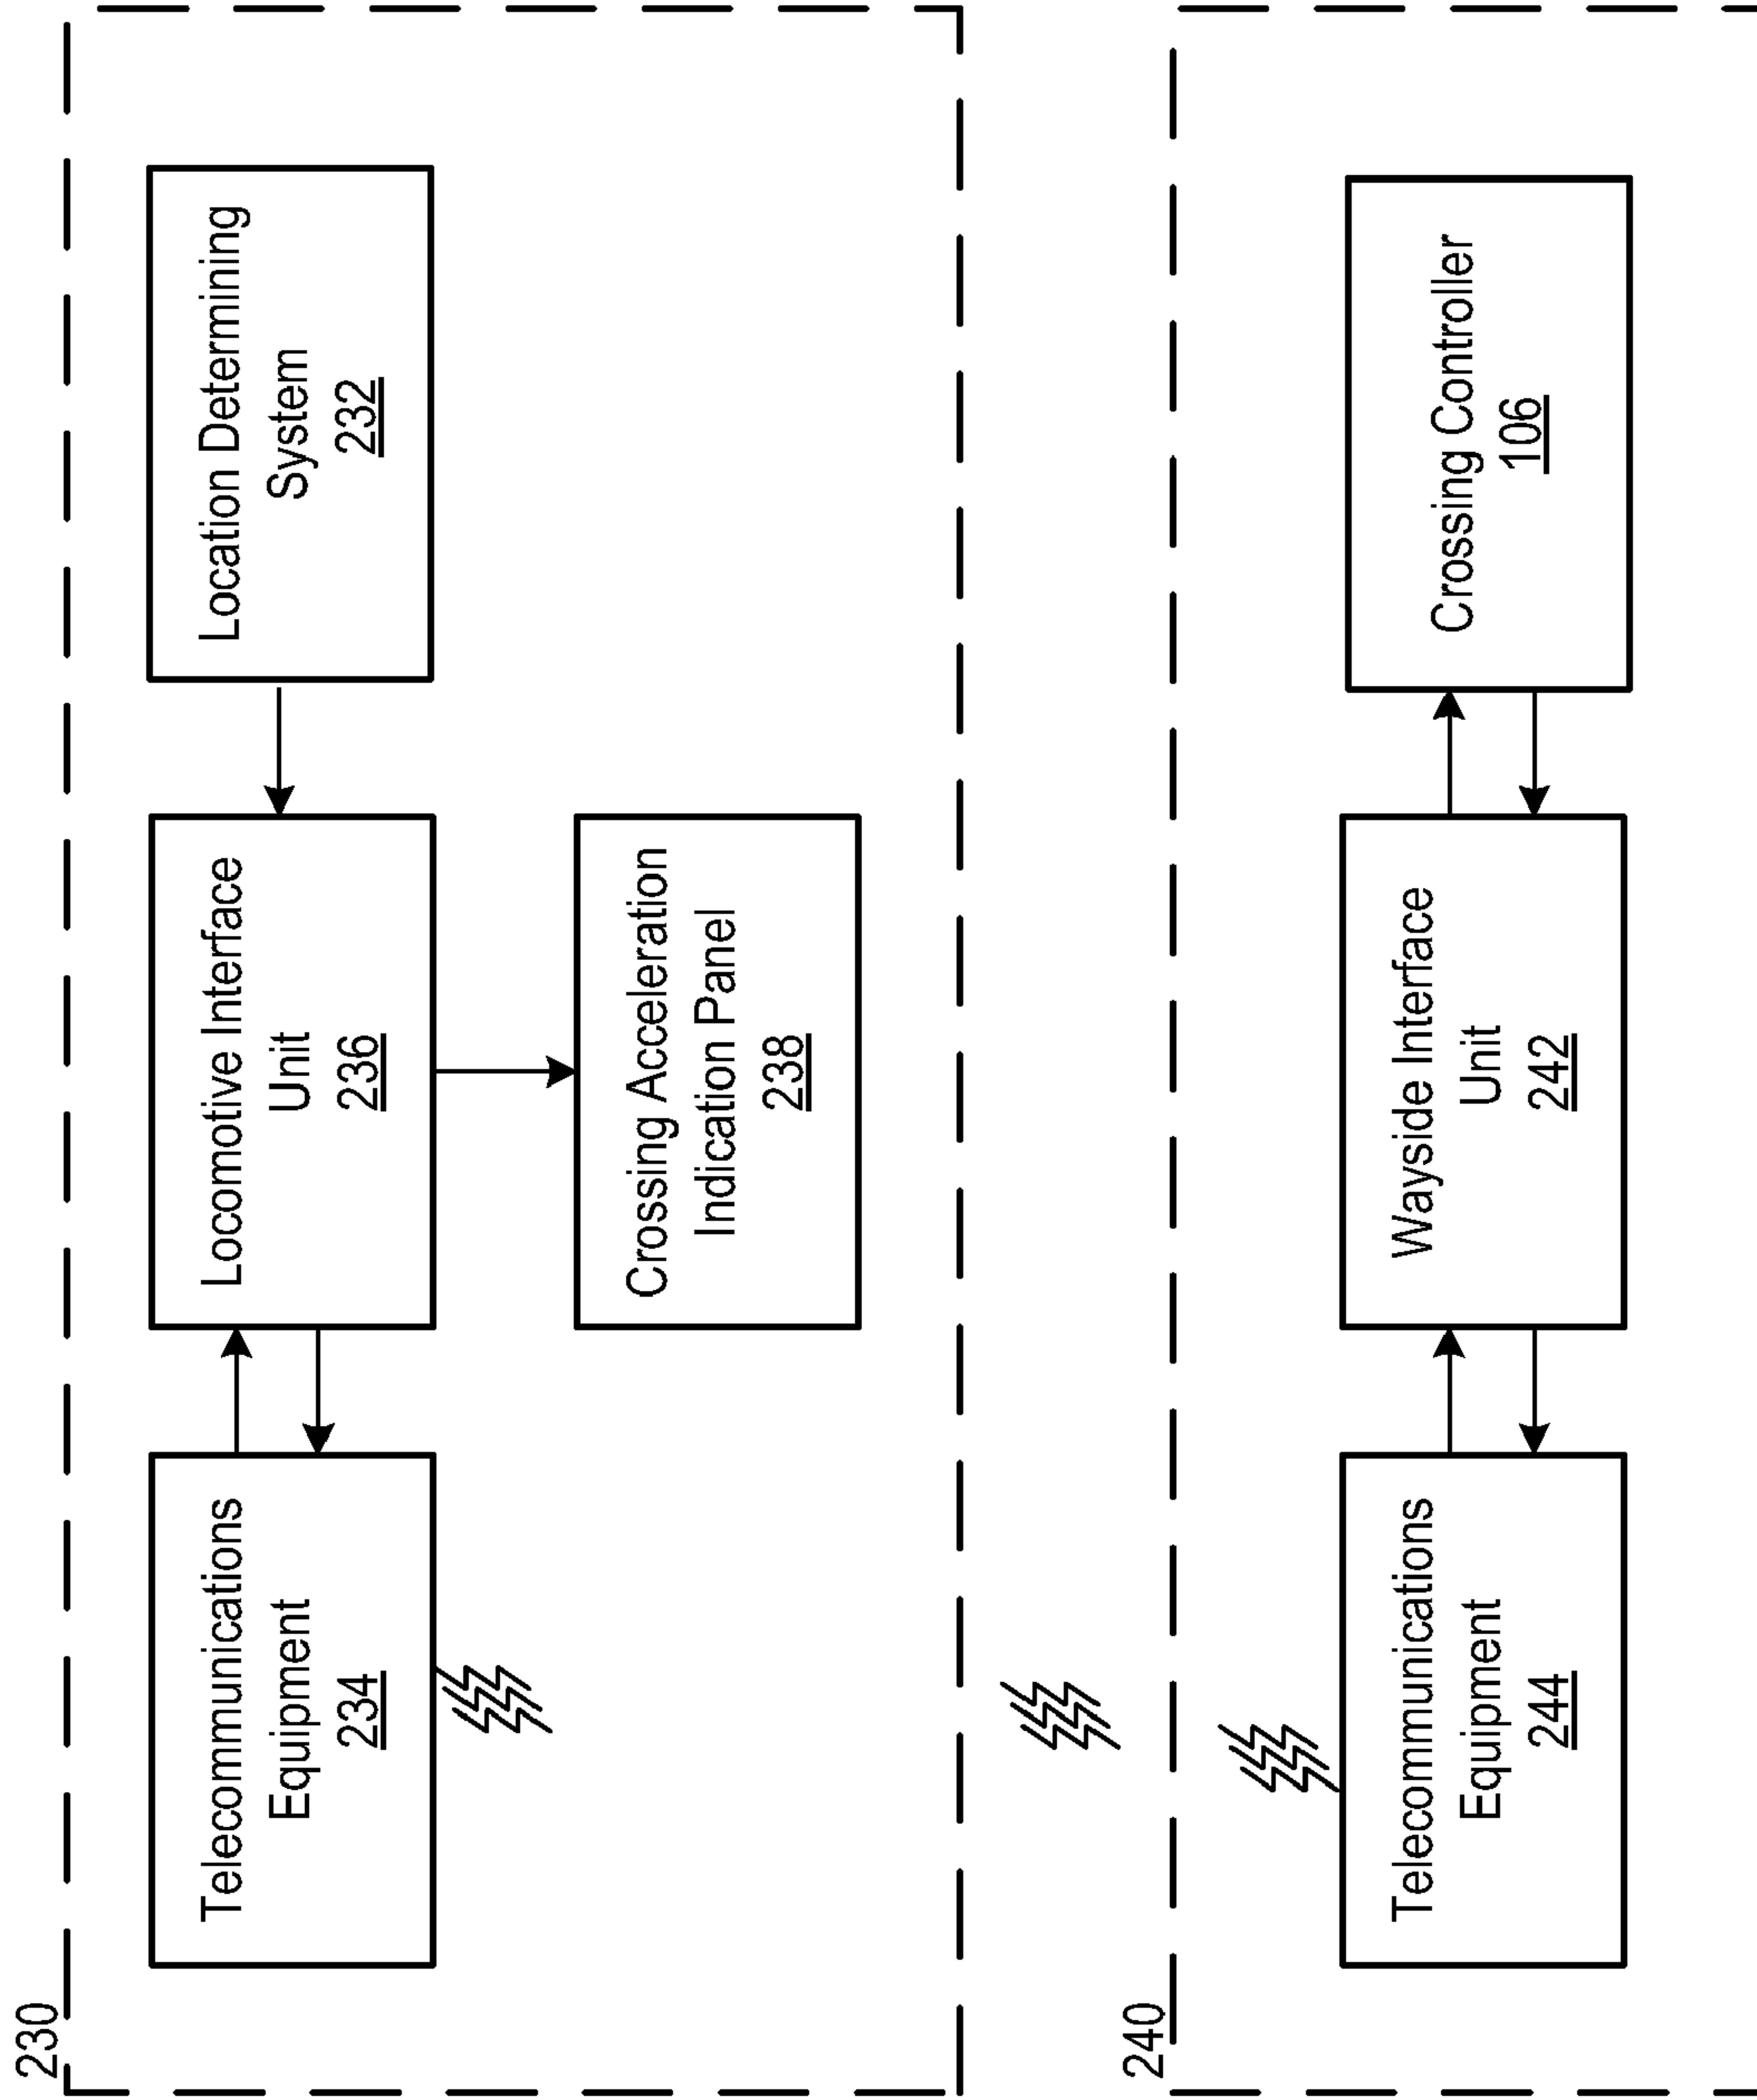 230
Telecommunications
Equipment
234
Locomotive Interface
Unit
236
Location Determining
System
232
Crossing Acceleration
Indication Panel
238
240
Telecommunications
Equipment
244
Wayside Interface
Unit
242
Crossing Controller
106